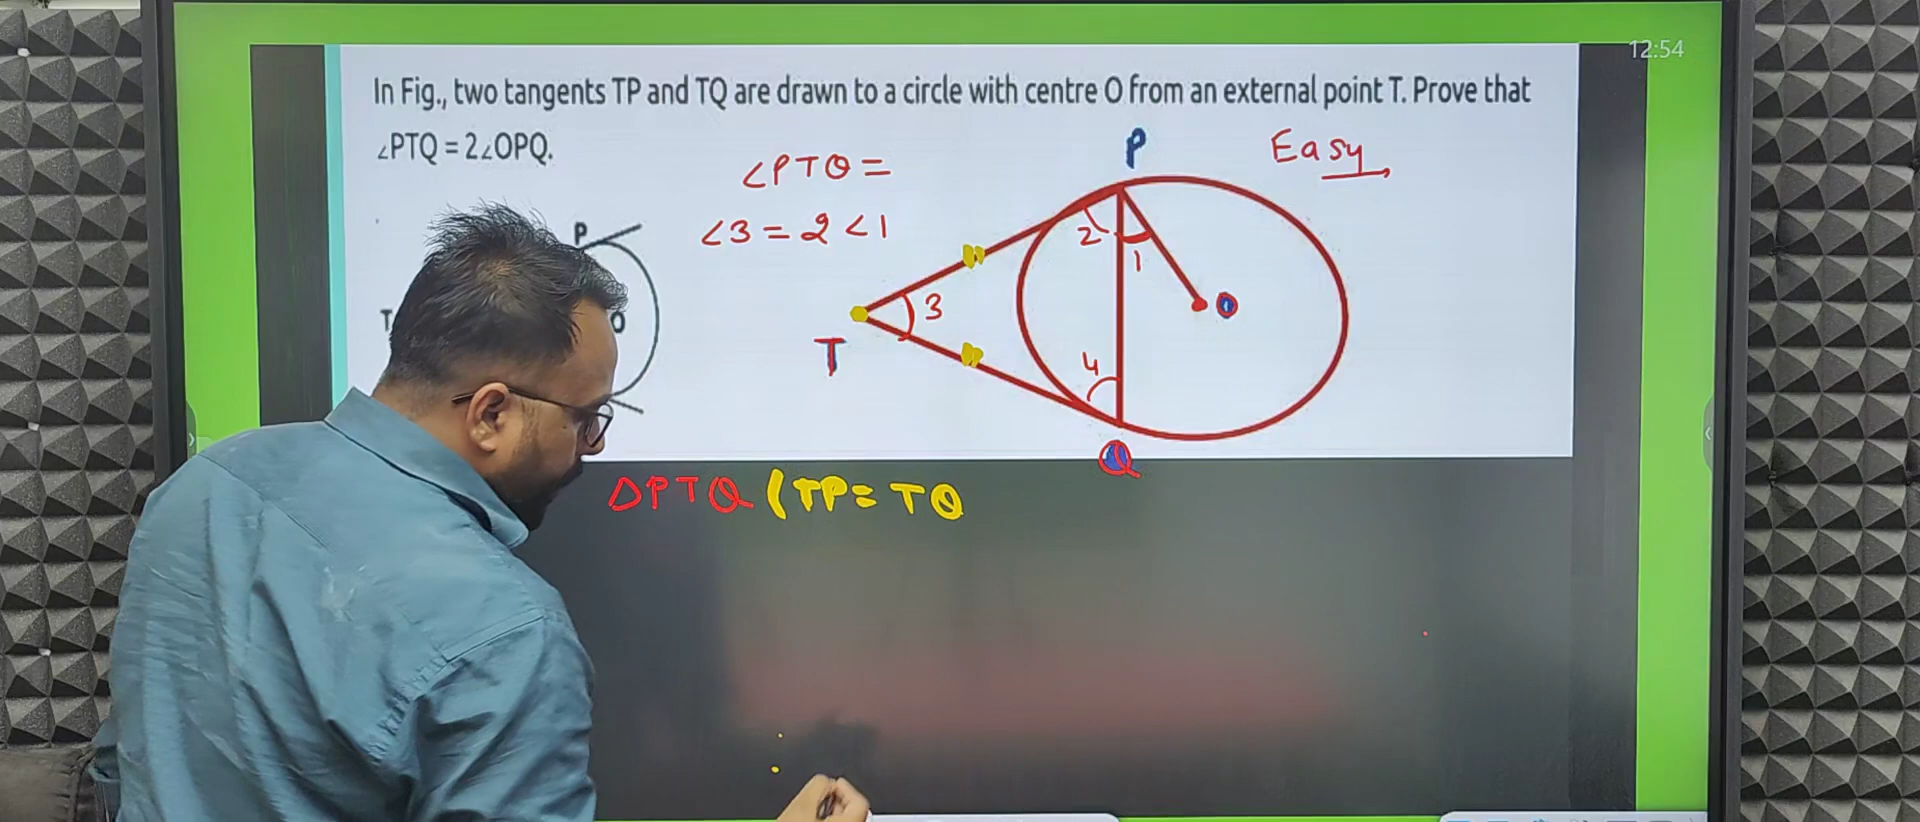 12:54
In Fig., two tangents TP and TQ are drawn to a circle with centre O from an external point T. Prove that
∠PTQ = 2∠OPQ.
P
Easy
∠PTQ =
∠3 = 2∠1
P
2
1
T
O
3
O
T
4
Q
ΔPTQ (TP = TQ